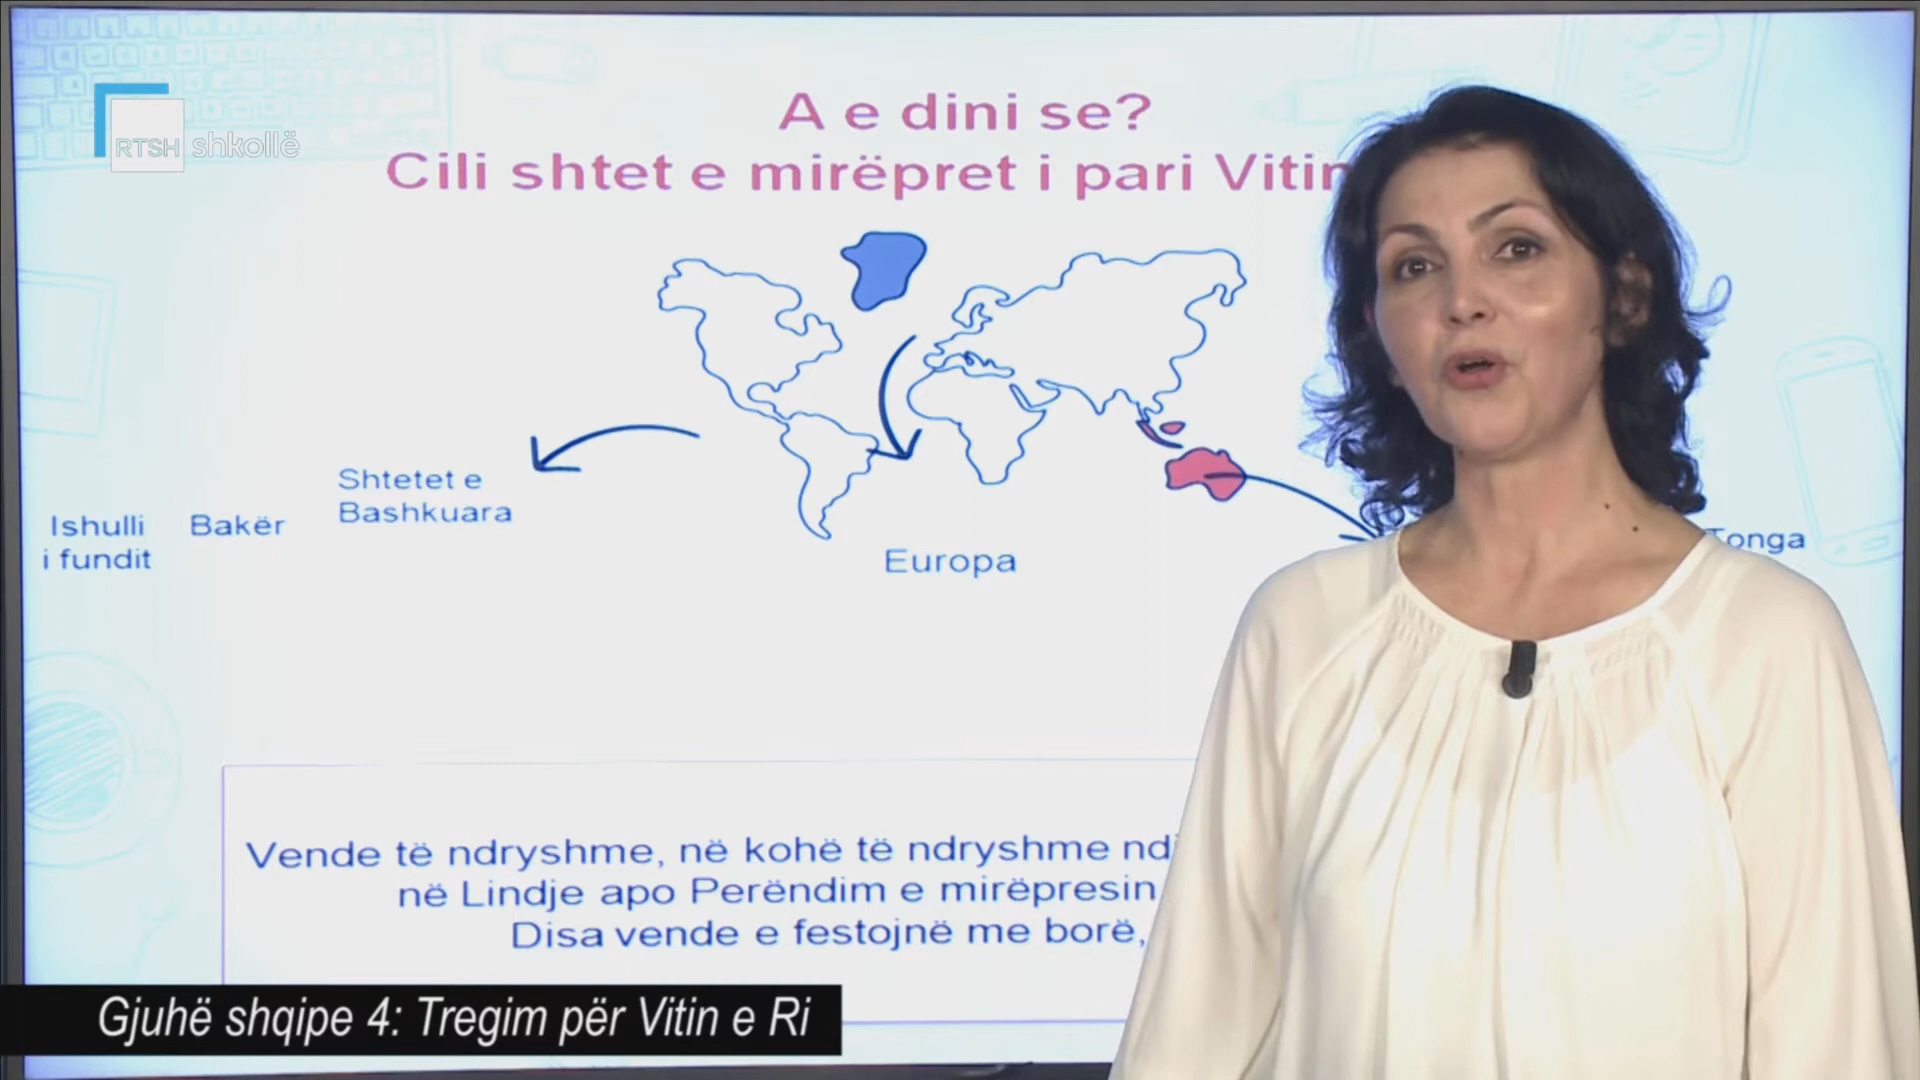 RTSH shkollë
A e dini se?
Cili shtet e mirëpret i pari Vitin
Shtetet e
Bashkuara
Ishulli
i fundit
Bakër
Europa
Tonga
Vende të ndryshme, në kohë të ndryshme
në Lindje apo Perëndim e mirëpresin
Disa vende e festojnë me borë,
Gjuhë shqipe 4: Tregim për Vitin e Ri